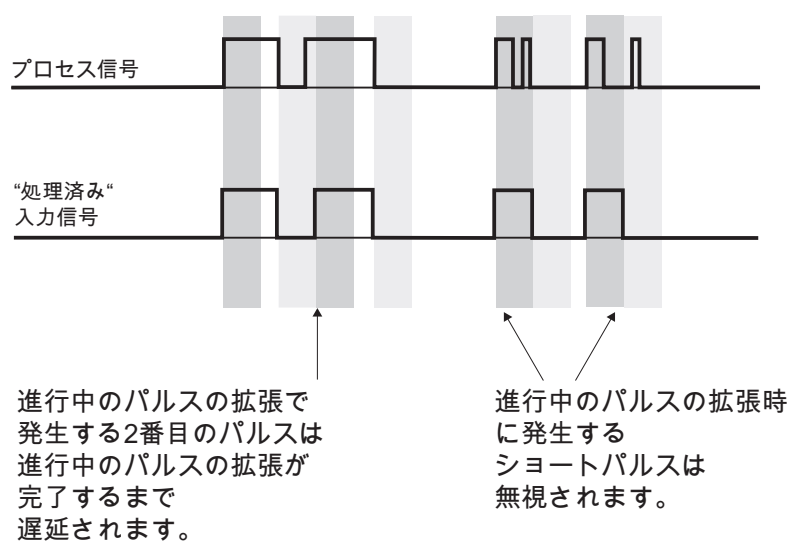 プロセス信号
“処理済み“
入力信号
進行中のパルスの拡張で
発生する2番目のパルスは
進行中のパルスの拡張が
完了するまで
遅延されます。
進行中のパルスの拡張時
に発生する
ショートパルスは
無視されます。